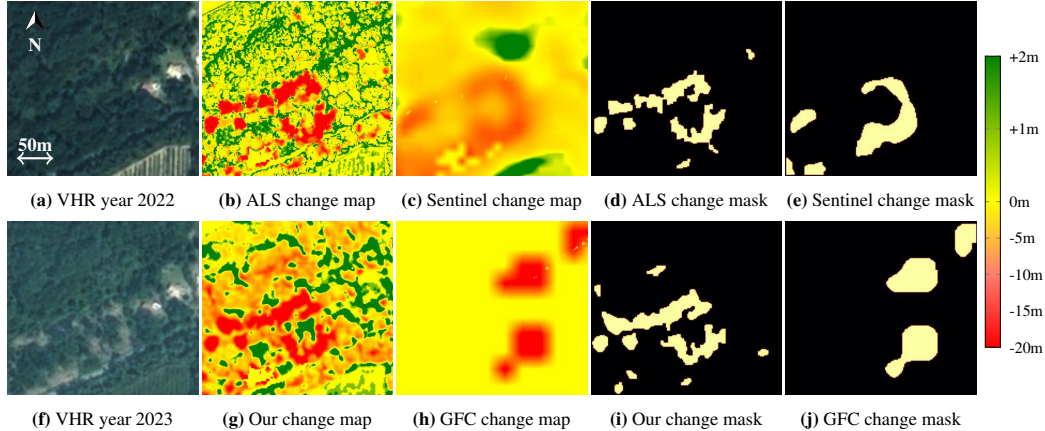 N
50m
(a) VHR year 2022
(b) ALS change map
(c) Sentinel change map
(d) ALS change mask
(e) Sentinel change mask
(f) VHR year 2023
(g) Our change map
(h) GFC change map
(i) Our change mask
(j) GFC change mask
+2m
+1m
0m
-5m
-10m
-15m
-20m